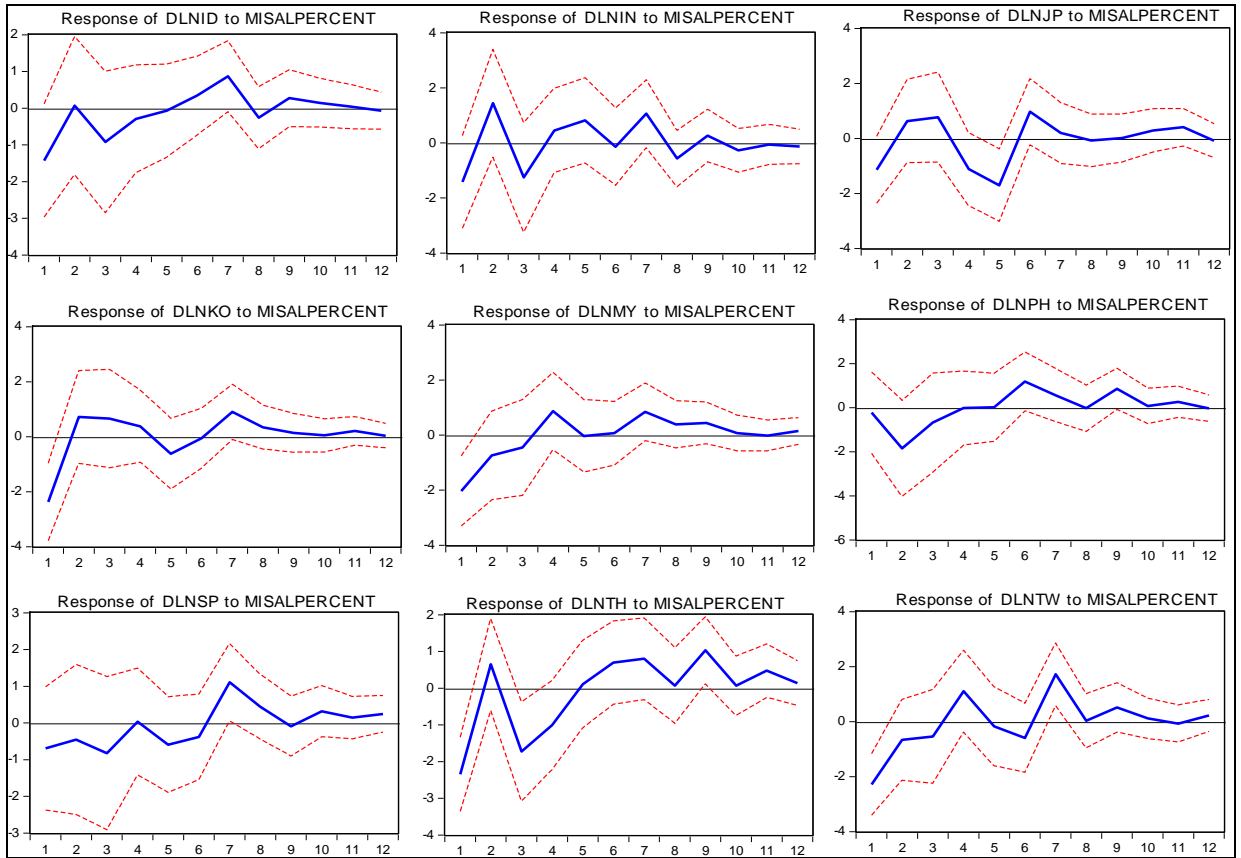 Response of DLNID to MISALPERCENT
2
1
0
-1
-2
-3
-4
1 2 3 4 5 6 7 8 9 10 11 12
Response of DLNIN to MISALPERCENT
4
2
0
-2
-4
1 2 3 4 5 6 7 8 9 10 11 12
Response of DLNJP to MISALPERCENT
4
2
0
-2
-4
1 2 3 4 5 6 7 8 9 10 11 12
Response of DLNKO to MISALPERCENT
4
2
0
-2
-4
1 2 3 4 5 6 7 8 9 10 11 12
Response of DLNMY to MISALPERCENT
4
2
0
-2
-4
1 2 3 4 5 6 7 8 9 10 11 12
Response of DLNPH to MISALPERCENT
4
2
0
-2
-4
-6
1 2 3 4 5 6 7 8 9 10 11 12
Response of DLNSP to MISALPERCENT
3
2
1
0
-1
-2
-3
1 2 3 4 5 6 7 8 9 10 11 12
Response of DLNTH to MISALPERCENT
2
1
0
-1
-2
-3
-4
1 2 3 4 5 6 7 8 9 10 11 12
Response of DLNTW to MISALPERCENT
4
2
0
-2
-4
1 2 3 4 5 6 7 8 9 10 11 12